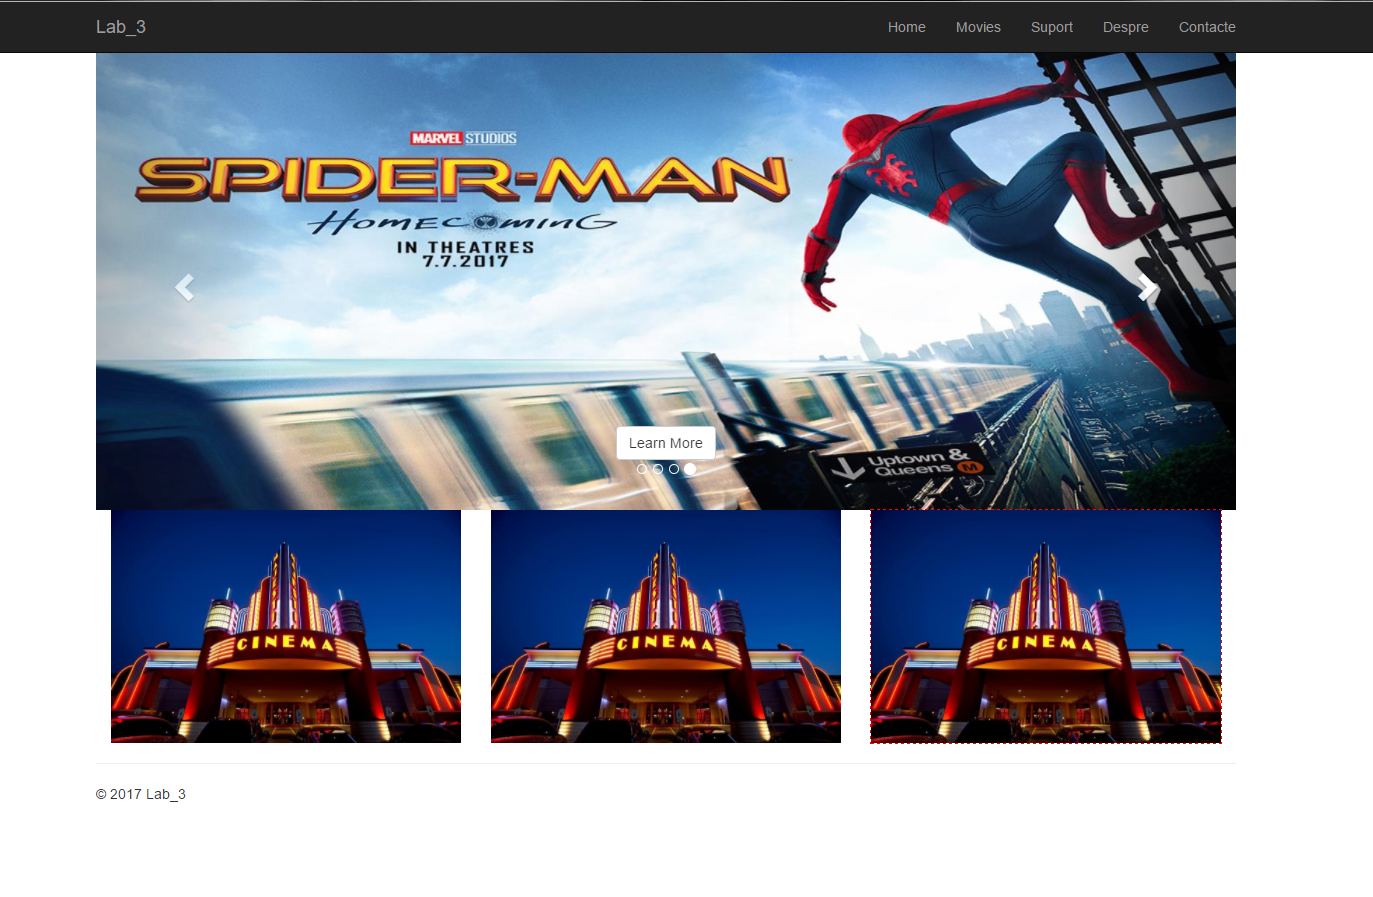 Lab_3 Home Movies Suport Despre Contacte
MARVEL STUDIOS
SPIDER-MAN
HOMECOMING
IN THEATRES
7.7.2017
Learn More
Uptown &
Queens M
CINEMA CINEMA CINEMA
© 2017 Lab_3